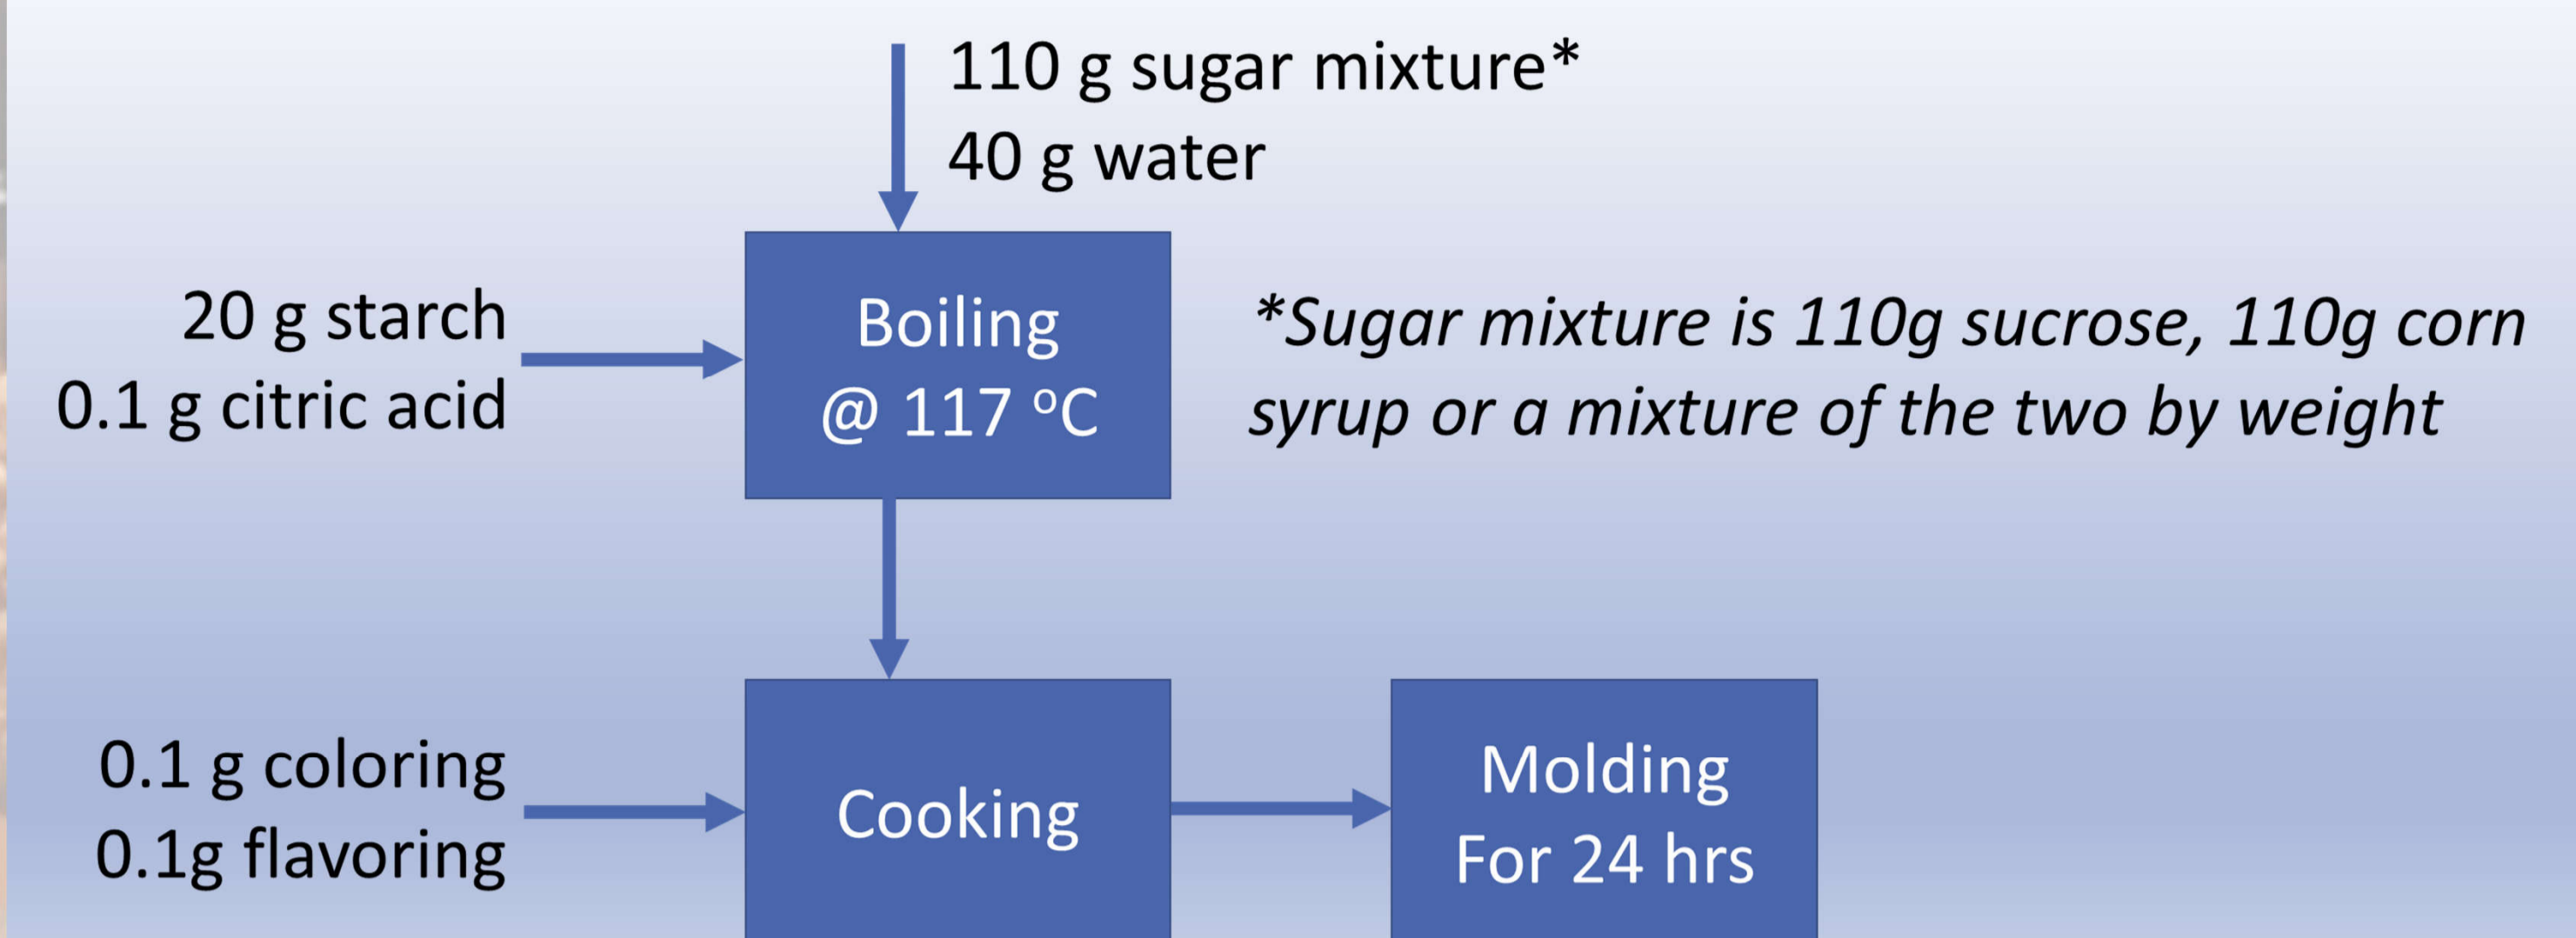 110 g sugar mixture*
40 g water
20 g starch
0.1 g citric acid
Boiling
@ 117 ºC
*Sugar mixture is 110g sucrose, 110g corn
syrup or a mixture of the two by weight
0.1 g coloring
0.1g flavoring
Cooking
Molding
For 24 hrs